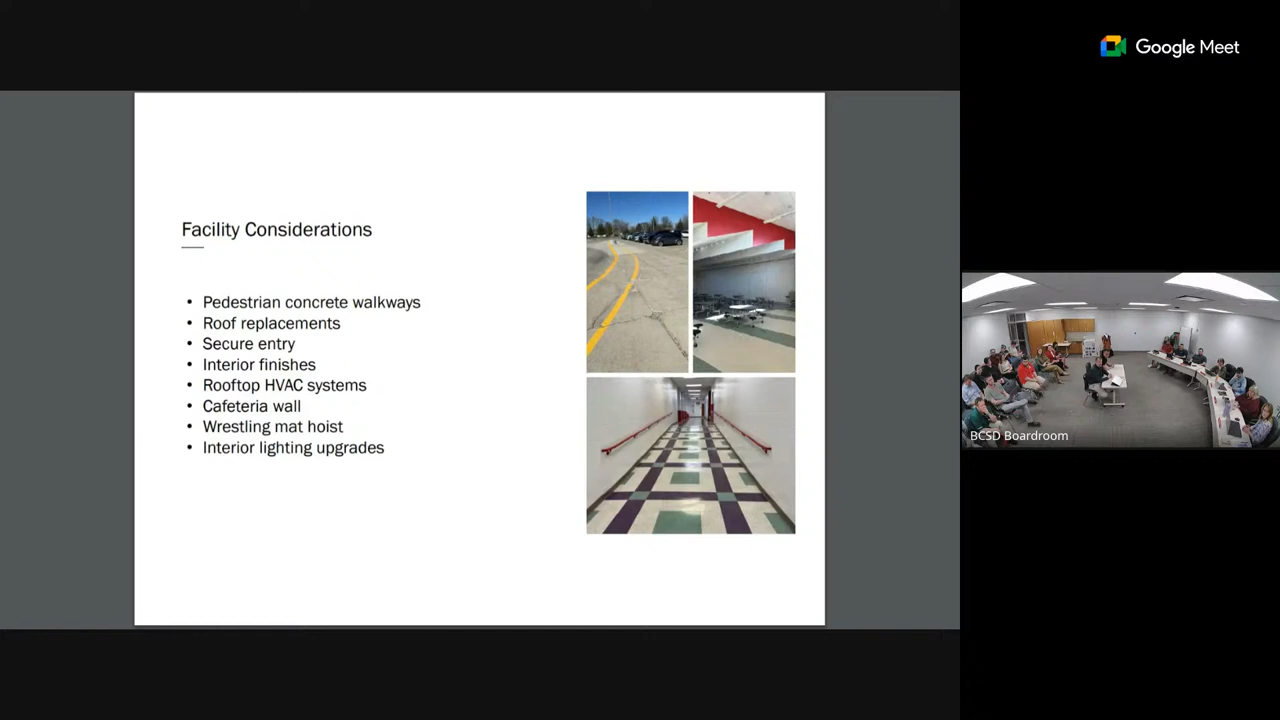 Google Meet
Facility Considerations
• Pedestrian concrete walkways
• Roof replacements
• Secure entry
• Interior finishes
• Rooftop HVAC systems
• Cafeteria wall
• Wrestling mat hoist
• Interior lighting upgrades
BCSD Boardroom